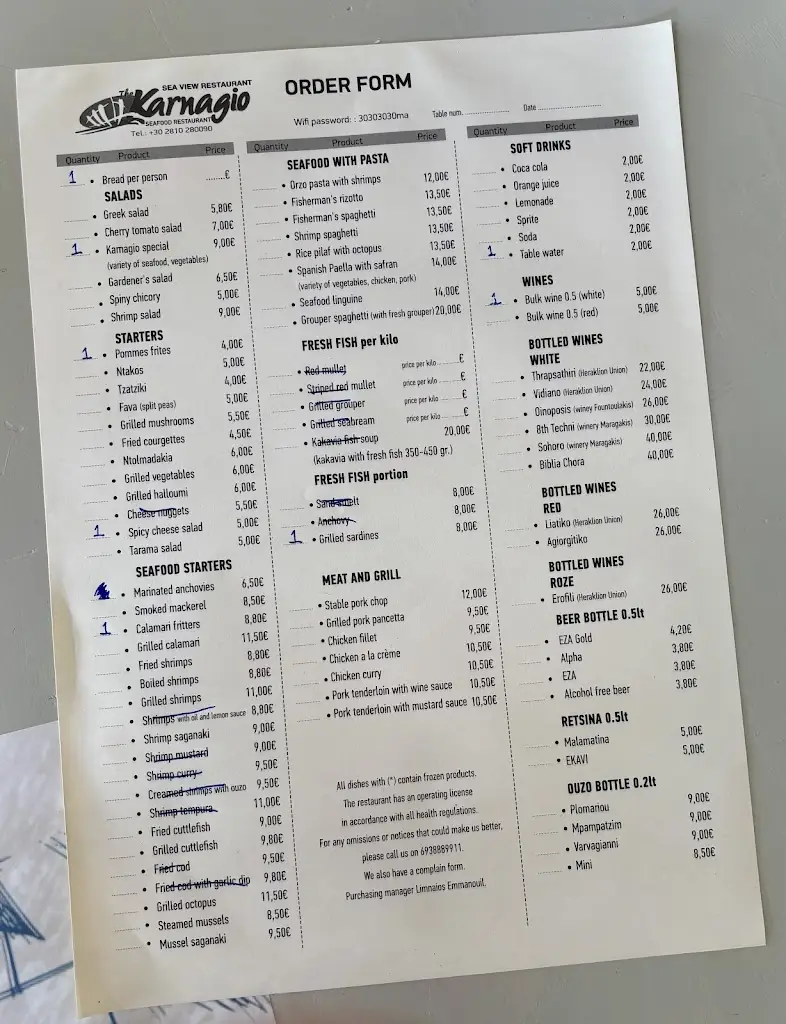 SEA VIEW RESTAURANT
The Karnagio
SEAFOOD RESTAURANT
Tel.: +30 2810 280090
ORDER FORM
Wifi password: : 30303030ma
Table num.
Date
Quantity Product Price
1 • Bread per person ........€
SALADS
• Greek salad 5,80€
• Cherry tomato salad 7,00€
1 • Karnagio special 9,00€
(variety of seafood, vegetables)
• Gardener's salad 6,50€
• Spiny chicory 5,00€
• Shrimp salad 9,00€
STARTERS
1 • Pommes frites 4,00€
• Ntakos 5,00€
• Tzatziki 4,00€
• Fava (split peas) 5,00€
• Grilled mushrooms 5,50€
• Fried courgettes 4,50€
• Ntolmadakia 6,00€
• Grilled vegetables 6,00€
• Grilled halloumi 6,00€
• Cheese nuggets 5,50€
1 • Spicy cheese salad 5,00€
• Tarama salad 5,00€
SEAFOOD STARTERS
• Marinated anchovies 6,50€
• Smoked mackerel 8,50€
1 • Calamari fritters 8,80€
• Grilled calamari 11,50€
• Fried shrimps 8,80€
• Boiled shrimps 8,80€
• Grilled shrimps 11,00€
• Shrimps with oil and lemon sauce 8,80€
• Shrimp saganaki 9,00€
• Shrimp mustard 9,00€
• Shrimp curry 9,50€
• Creamed shrimps with ouzo 9,50€
• Shrimp tempura 11,00€
• Fried cuttlefish 9,00€
• Grilled cuttlefish 9,80€
• Fried cod 9,50€
• Fried cod with garlic dip 9,80€
• Grilled octopus 11,50€
• Steamed mussels 8,50€
• Mussel saganaki 9,50€
Quantity Product Price
SEAFOOD WITH PASTA
• Orzo pasta with shrimps 12,00€
• Fisherman's rizotto 13,50€
• Fisherman's spaghetti 13,50€
• Shrimp spaghetti 13,50€
• Rice pilaf with octopus 13,50€
• Spanish Paella with safran 14,00€
(variety of vegetables, chicken, pork)
• Seafood linguine 14,00€
• Grouper spaghetti (with fresh grouper) 20,00€
FRESH FISH per kilo
• Red mullet price per kilo ........€
• Striped red mullet price per kilo ........€
• Grilled grouper price per kilo ........€
• Grilled seabream price per kilo ........€
• Kakavia fish soup 20,00€
(kakavia with fresh fish 350-450 gr.)
FRESH FISH portion
• Sand smelt 8,00€
• Anchovy 8,00€
1 • Grilled sardines 8,00€
MEAT AND GRILL
• Stable pork chop 12,00€
• Grilled pork pancetta 9,50€
• Chicken fillet 9,50€
• Chicken a la crème 10,50€
• Chicken curry 10,50€
• Pork tenderloin with wine sauce 10,50€
• Pork tenderloin with mustard sauce 10,50€
All dishes with (*) contain frozen products.
The restaurant has an operating license
in accordance with all health regulations.
For any omissions or notices that could make us better,
please call us on 6938889911.
We also have a complain form.
Purchasing manager Limnaios Emmanouil.
Quantity Product Price
SOFT DRINKS
• Coca cola 2,00€
• Orange juice 2,00€
• Lemonade 2,00€
• Sprite 2,00€
• Soda 2,00€
1 • Table water 2,00€
WINES
1 • Bulk wine 0.5 (white) 5,00€
• Bulk wine 0.5 (red) 5,00€
BOTTLED WINES
WHITE
• Thrapsathiri (Heraklion Union) 22,00€
• Vidiano (Heraklion Union) 24,00€
• Oinoposis (winery Fountoulakis) 26,00€
• 8th Techni (winery Maragakis) 30,00€
• Sohoro (winery Maragakis) 40,00€
• Biblia Chora 40,00€
BOTTLED WINES
RED
• Liatiko (Heraklion Union) 26,00€
• Agiorgitiko 26,00€
BOTTLED WINES
ROZE
• Erofili (Heraklion Union) 26,00€
BEER BOTTLE 0.5lt
• EZA Gold 4,20€
• Alpha 3,80€
• EZA 3,80€
• Alcohol free beer 3,80€
RETSINA 0.5lt
• Malamatina 5,00€
• EKAVI 5,00€
OUZO BOTTLE 0.2lt
• Plomariou 9,00€
• Mpampatzim 9,00€
• Varvagianni 9,00€
• Mini 8,50€